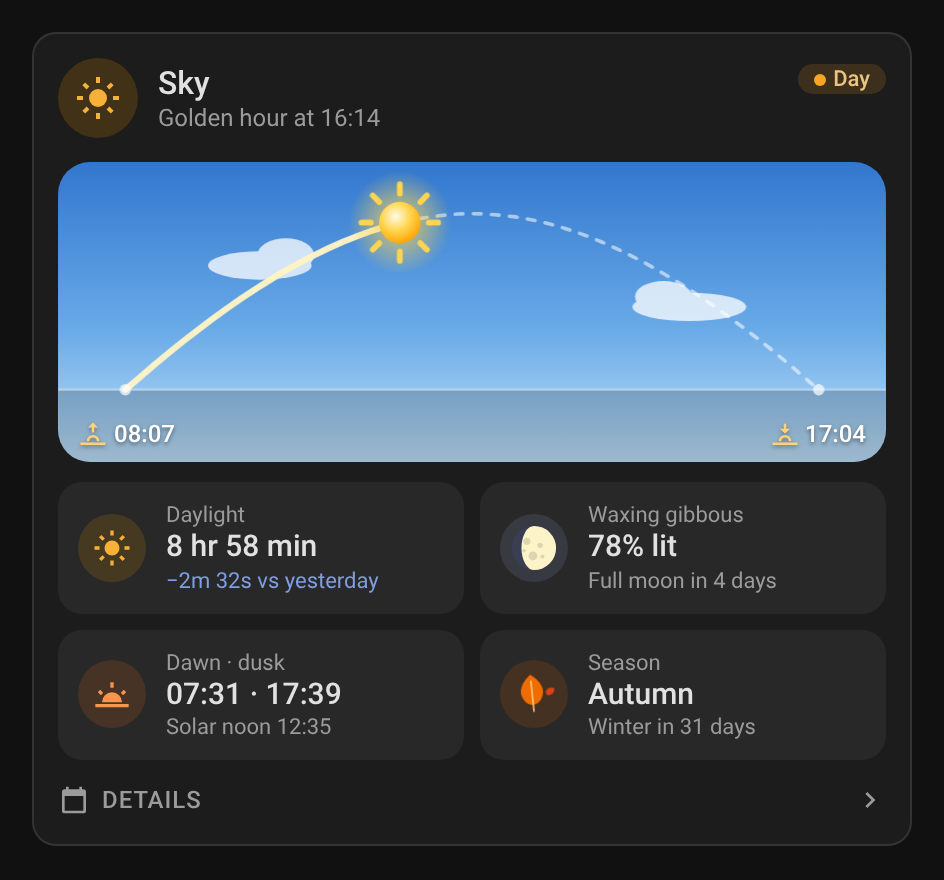 Sky
Golden hour at 16:14
Day
08:07
17:04
Daylight
8 hr 58 min
−2m 32s vs yesterday
Waxing gibbous
78% lit
Full moon in 4 days
Dawn · dusk
07:31 · 17:39
Solar noon 12:35
Season
Autumn
Winter in 31 days
DETAILS